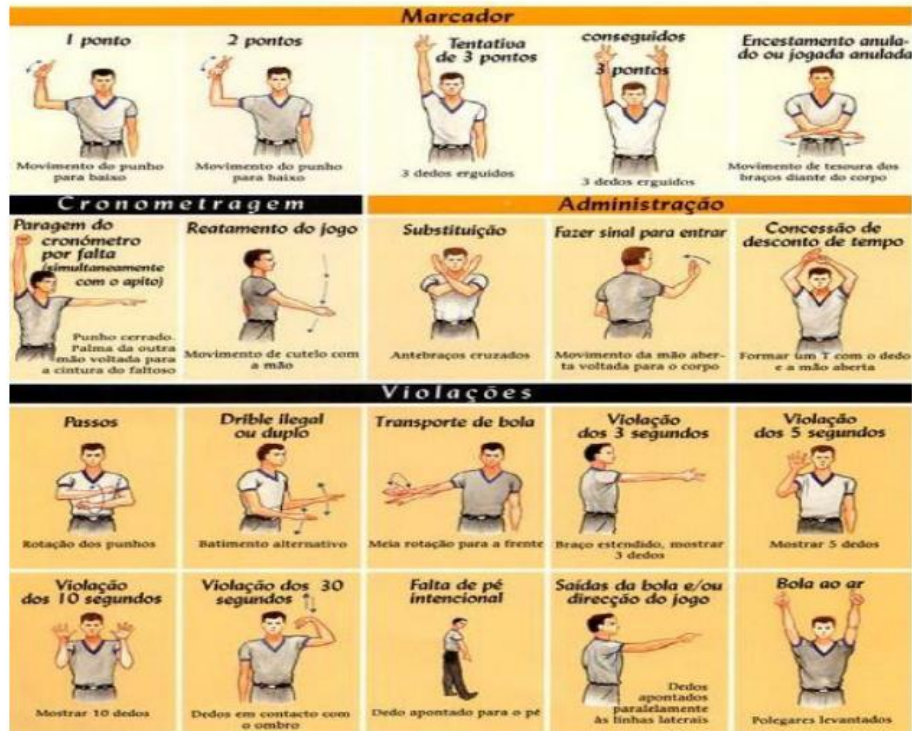 Marcador
1 ponto
Movimento do punho
para baixo
2 pontos
Movimento do punho
para baixo
Tentativa
de 3 pontos
3 dedos erguidos
conseguidos
3 pontos
3 dedos erguidos
Encestamento anula-
do ou jogada anulada
Movimento de tesoura dos
braços diante do corpo
Cronometragem
Paragem do
cronómetro
por falta
(simultaneamente
com o apito)
Punho cerrado.
Palma da outra
mão voltada para
a cintura do faltoso
Reatamento do jogo
Movimento de cutelo com
a mão
Administração
Substituição
Antebraços cruzados
Fazer sinal para entrar
Movimento da mão aber-
ta voltada para o corpo
Concessão de
desconto de tempo
Formar um T com o dedo
e a mão aberta
Violações
Passos
Rotação dos punhos
Drible ilegal
ou duplo
Batimento alternativo
Transporte de bola
Meia rotação para a frente
Violação
dos 3 segundos
Braço estendido, mostrar
3 dedos
Violação
dos 5 segundos
Mostrar 5 dedos
Violação
dos 10 segundos
Mostrar 10 dedos
Violação dos 30
segundos
Dedos em contacto com
o ombro
Falta de pé
intencional
Dedo apontado para o pé
Saídas da bola e/ou
direcção do jogo
Dedos
apontados
paralelamente
às linhas laterais
Bola ao ar
Polegares levantados